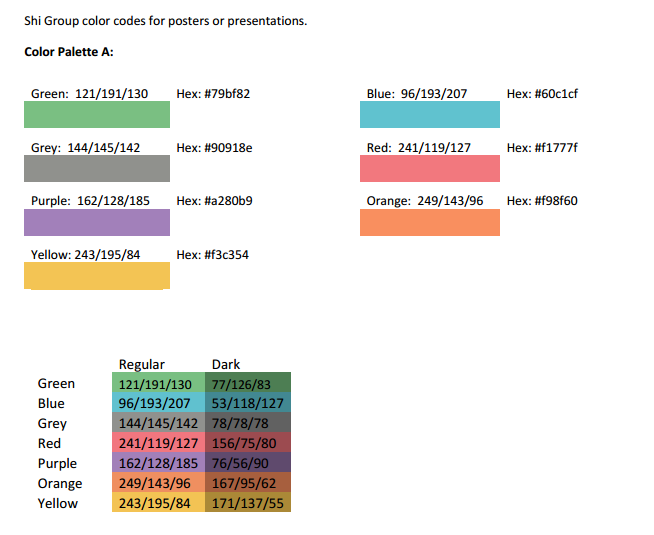 Shi Group color codes for posters or presentations.
Color Palette A:
Green: 121/191/130 Hex: #79bf82 Blue: 96/193/207 Hex: #60c1cf
Grey: 144/145/142 Hex: #90918e Red: 241/119/127 Hex: #f1777f
Purple: 162/128/185 Hex: #a280b9 Orange: 249/143/96 Hex: #f98f60
Yellow: 243/195/84 Hex: #f3c354
Regular Dark
Green 121/191/130 77/126/83
Blue 96/193/207 53/118/127
Grey 144/145/142 78/78/78
Red 241/119/127 156/75/80
Purple 162/128/185 76/56/90
Orange 249/143/96 167/95/62
Yellow 243/195/84 171/137/55